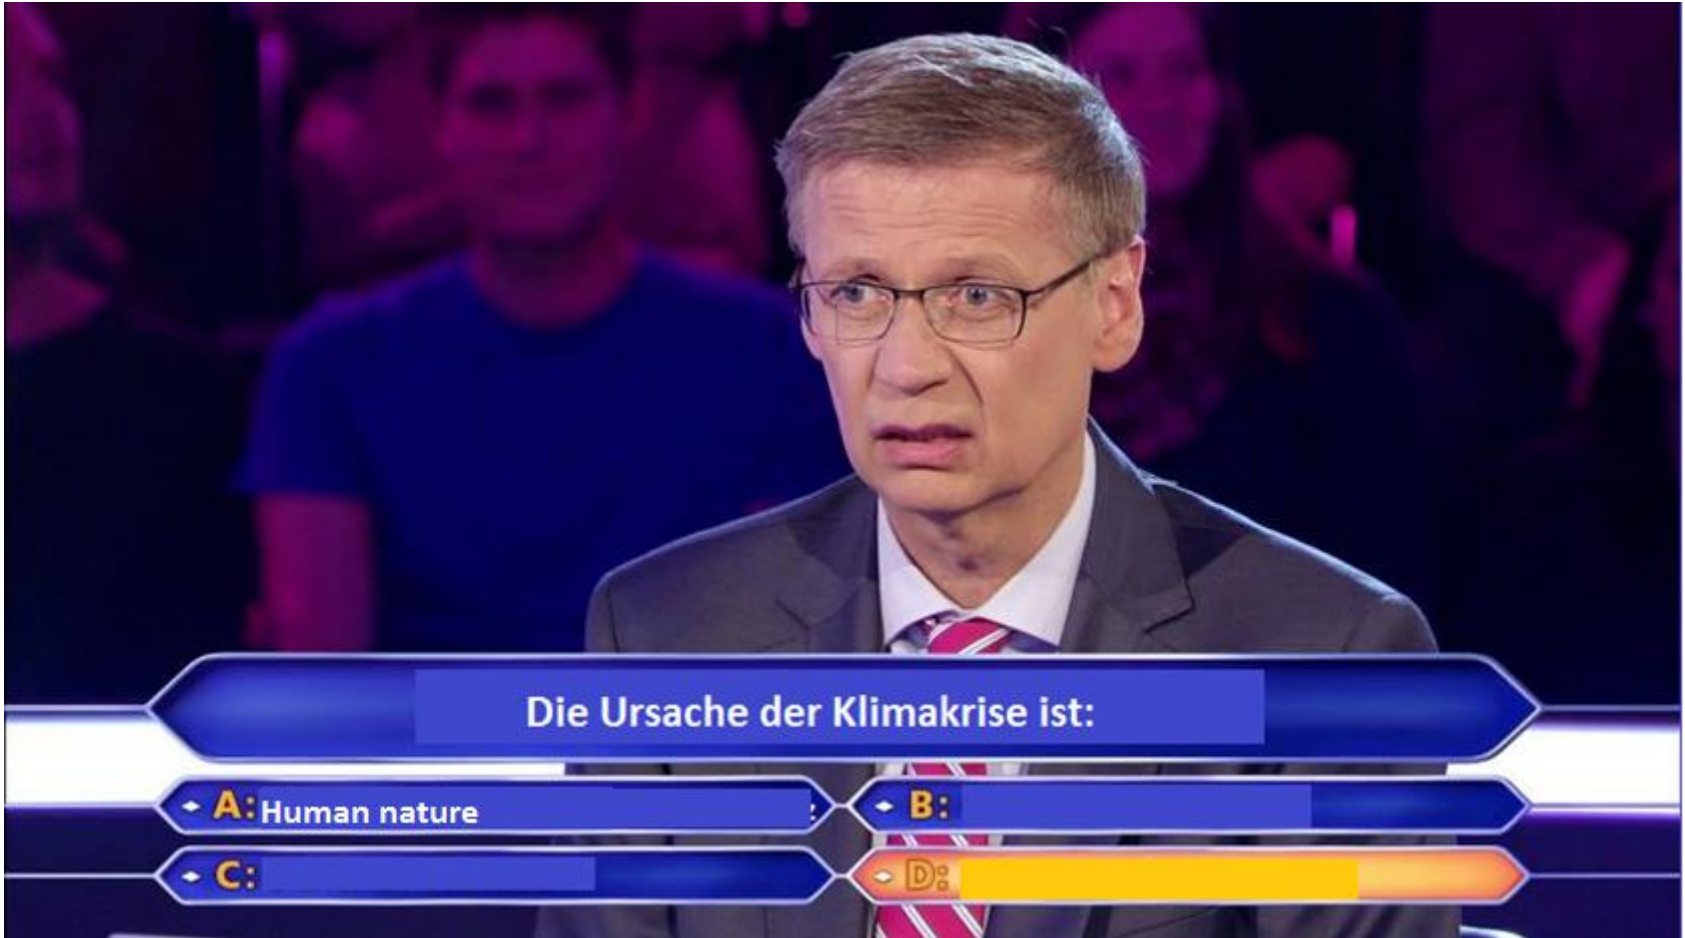 Die Ursache der Klimakrise ist:
A: Human nature
B:
C:
D: